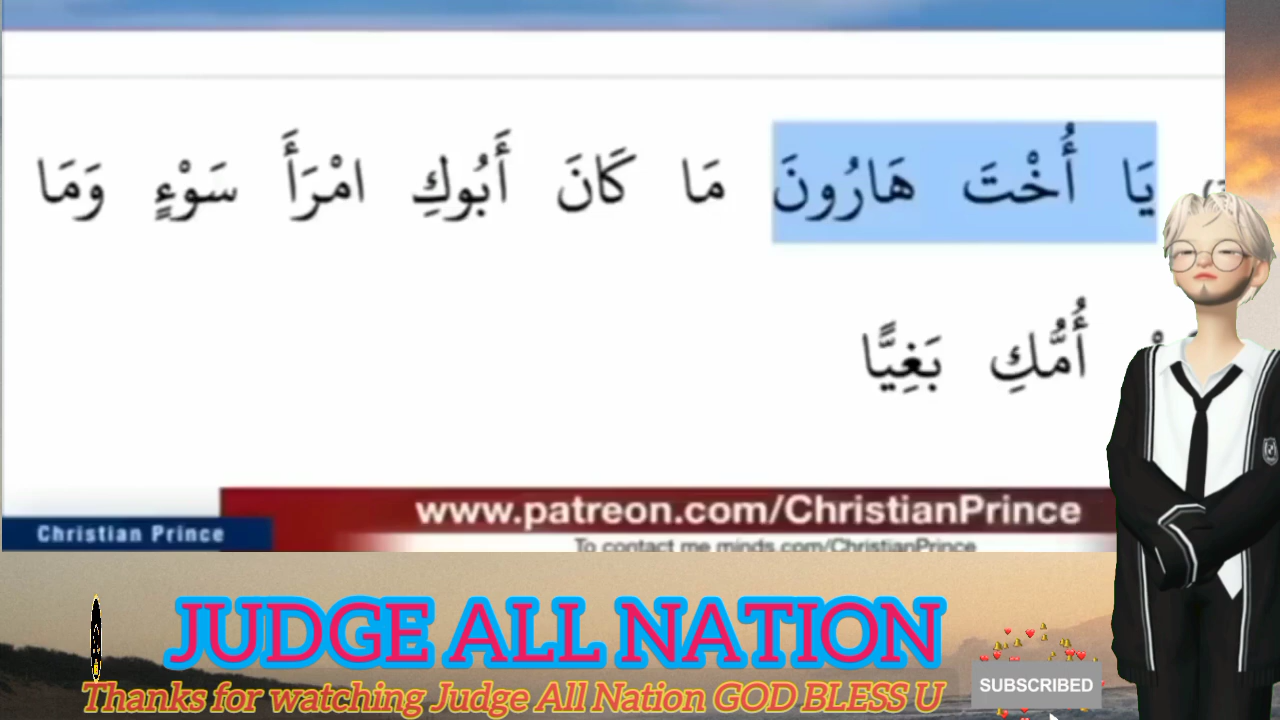 يَا أُخْتَ هَارُونَ مَا كَانَ أَبُوكِ امْرَأَ سَوْءٍ وَمَا
أُمُّكِ بَغِيًّا
www.patreon.com/ChristianPrince
Christian Prince
To contact me minds.com/ChristianPrince
JUDGE ALL NATION
Thanks for watching Judge All Nation GOD BLESS U
SUBSCRIBED